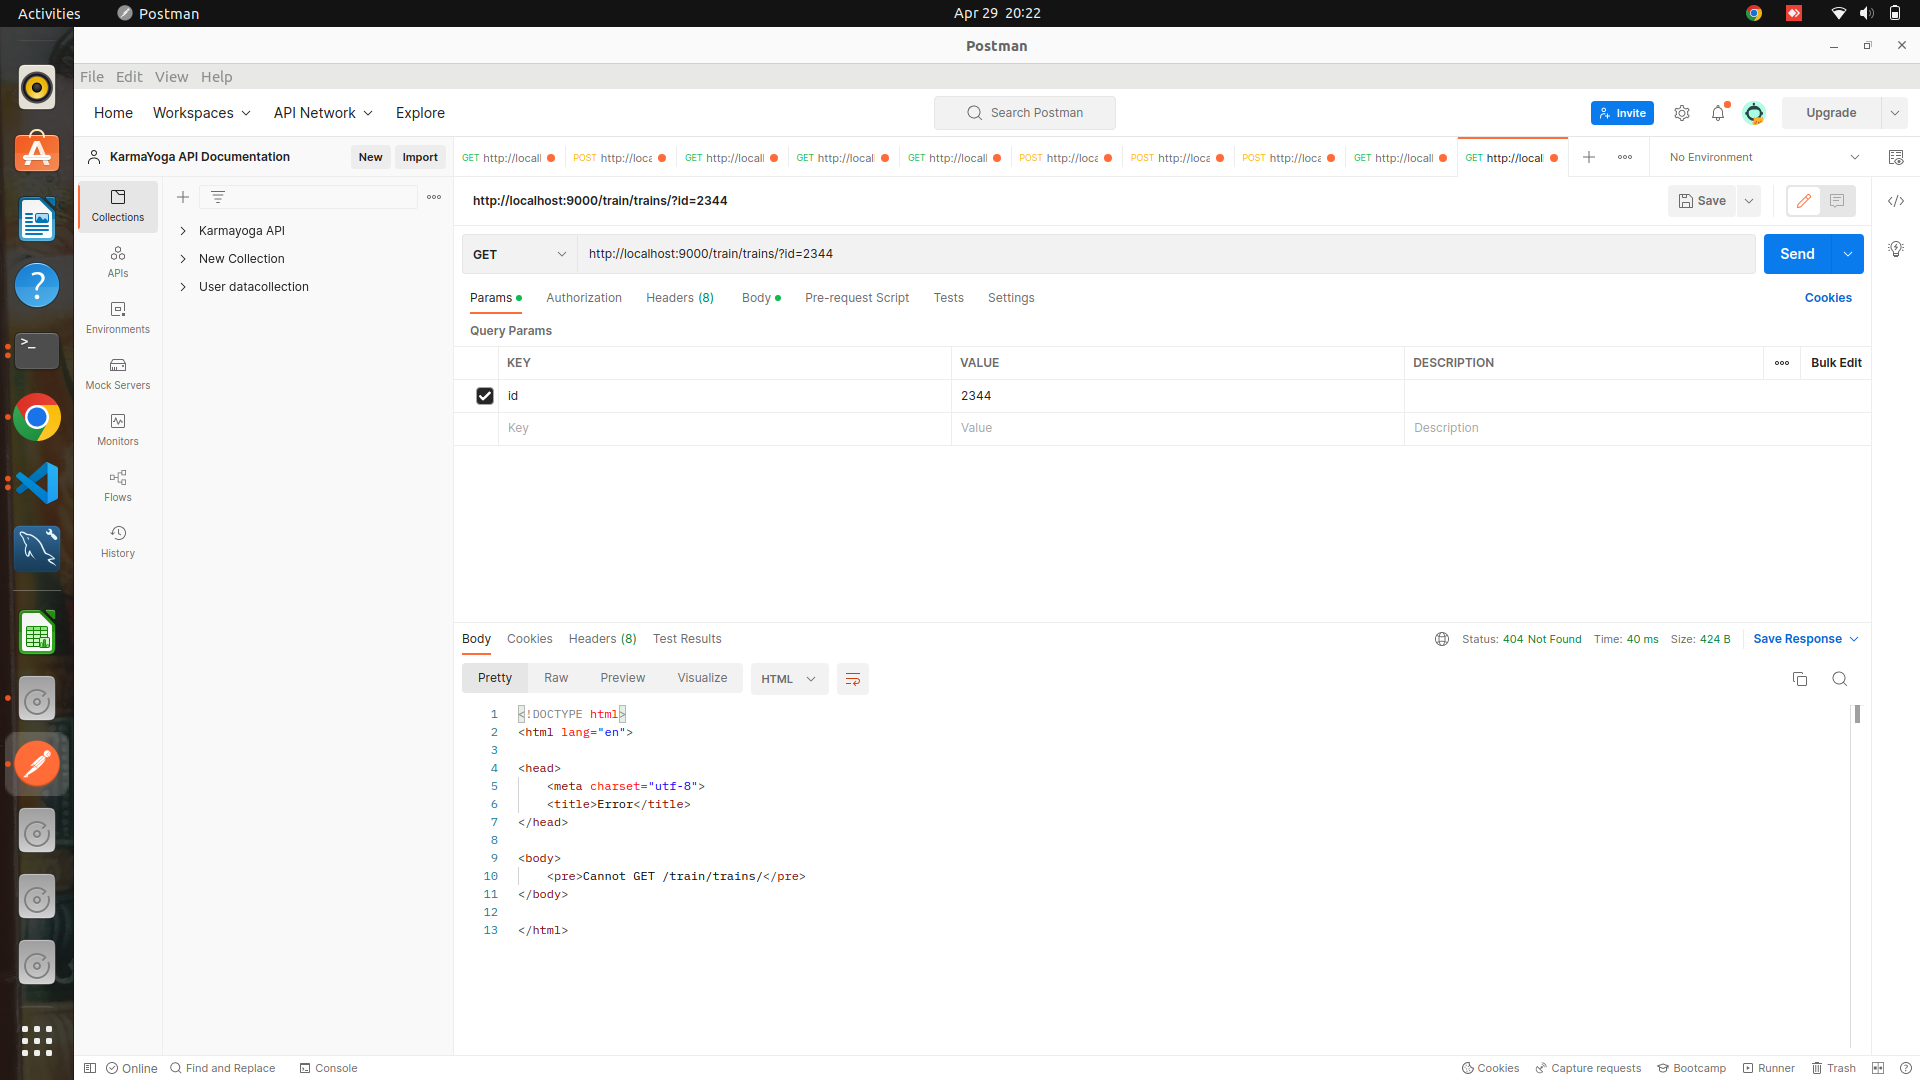 Activities
Postman
Apr 29 20:22
Postman
File Edit View Help
Home Workspaces API Network Explore
Search Postman
Invite
Upgrade
KarmaYoga API Documentation
New
Import
GET http://locall
POST http://loca
GET http://locall
GET http://locall
GET http://locall
POST http://loca
POST http://loca
POST http://loca
GET http://locall
GET http://locall
No Environment
Collections
APIs
Environments
Mock Servers
Monitors
Flows
History
Karmayoga API
New Collection
User datacollection
http://localhost:9000/train/trains/?id=2344
Save
GET
http://localhost:9000/train/trains/?id=2344
Send
Params Authorization Headers (8) Body Pre-request Script Tests Settings
Cookies
Query Params
KEY VALUE DESCRIPTION
Bulk Edit
id 2344
Key Value Description
Body Cookies Headers (8) Test Results
Status: 404 Not Found Time: 40 ms Size: 424 B
Save Response
Pretty Raw Preview Visualize HTML
1 <!DOCTYPE html>
2 <html lang="en">
3
4 <head>
5 <meta charset="utf-8">
6 <title>Error</title>
7 </head>
8
9 <body>
10 <pre>Cannot GET /train/trains/</pre>
11 </body>
12
13 </html>
Online Find and Replace Console
Cookies Capture requests Bootcamp Runner Trash